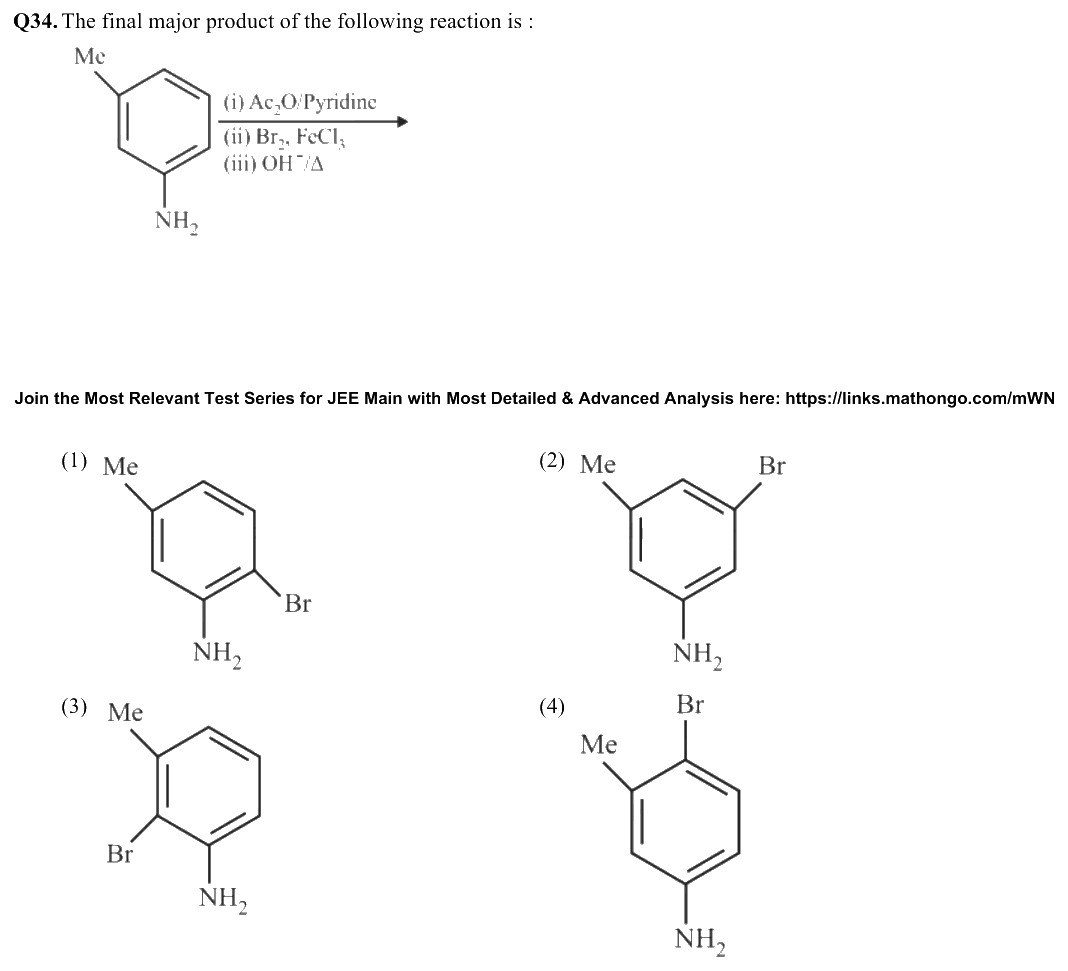 Q34. The final major product of the following reaction is :
Me
(i) Ac₂O/Pyridine
(ii) Br₂, FeCl₃
(iii) OH⁻/Δ
NH₂
Join the Most Relevant Test Series for JEE Main with Most Detailed & Advanced Analysis here: https://links.mathongo.com/mWN
(1) Me
Br
NH₂
(2) Me Br
NH₂
(3) Me
Br
NH₂
(4) Br
Me
NH₂